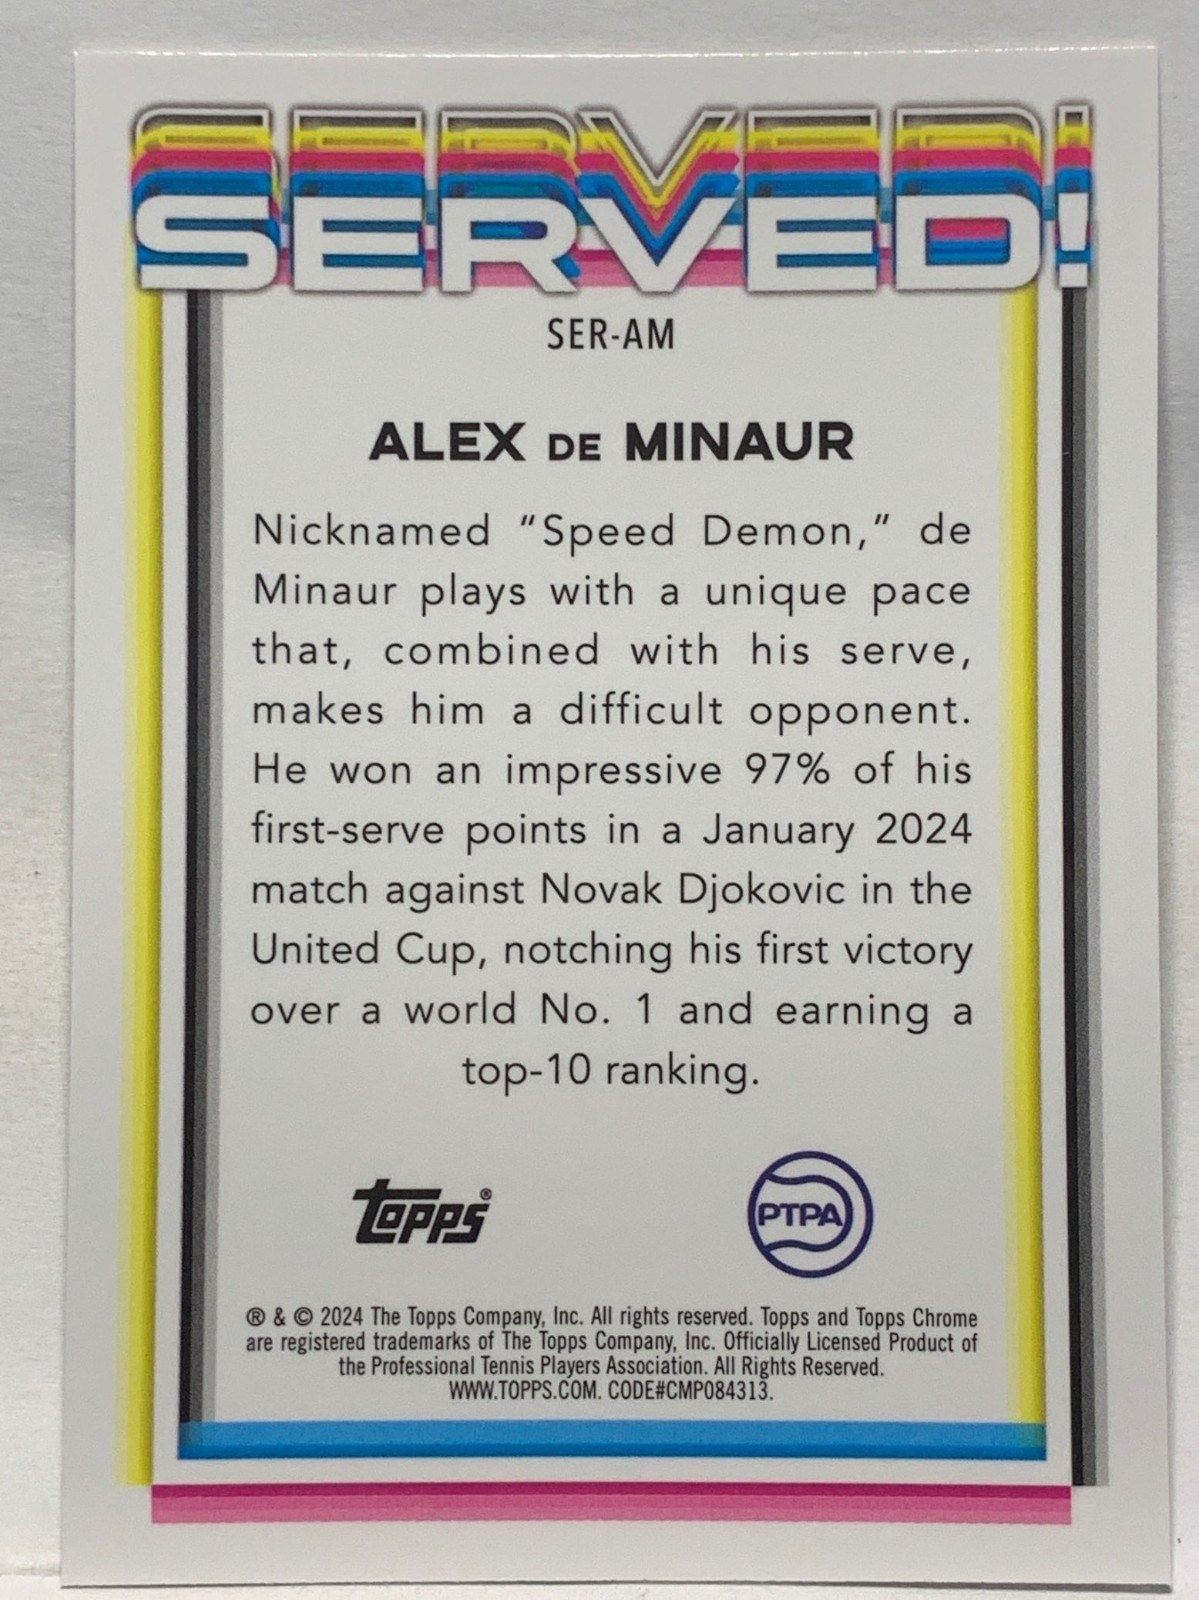 SERVED!
SERVED!
SER-AM
ALEX DE MINAUR
Nicknamed “Speed Demon,” de
Minaur plays with a unique pace
that, combined with his serve,
makes him a difficult opponent.
He won an impressive 97% of his
first-serve points in a January 2024
match against Novak Djokovic in the
United Cup, notching his first victory
over a world No. 1 and earning a
top-10 ranking.
topps®
PTPA
® & © 2024 The Topps Company, Inc. All rights reserved. Topps and Topps Chrome
are registered trademarks of The Topps Company, Inc. Officially Licensed Product of
the Professional Tennis Players Association. All Rights Reserved.
WWW.TOPPS.COM. CODE#CMP084313.